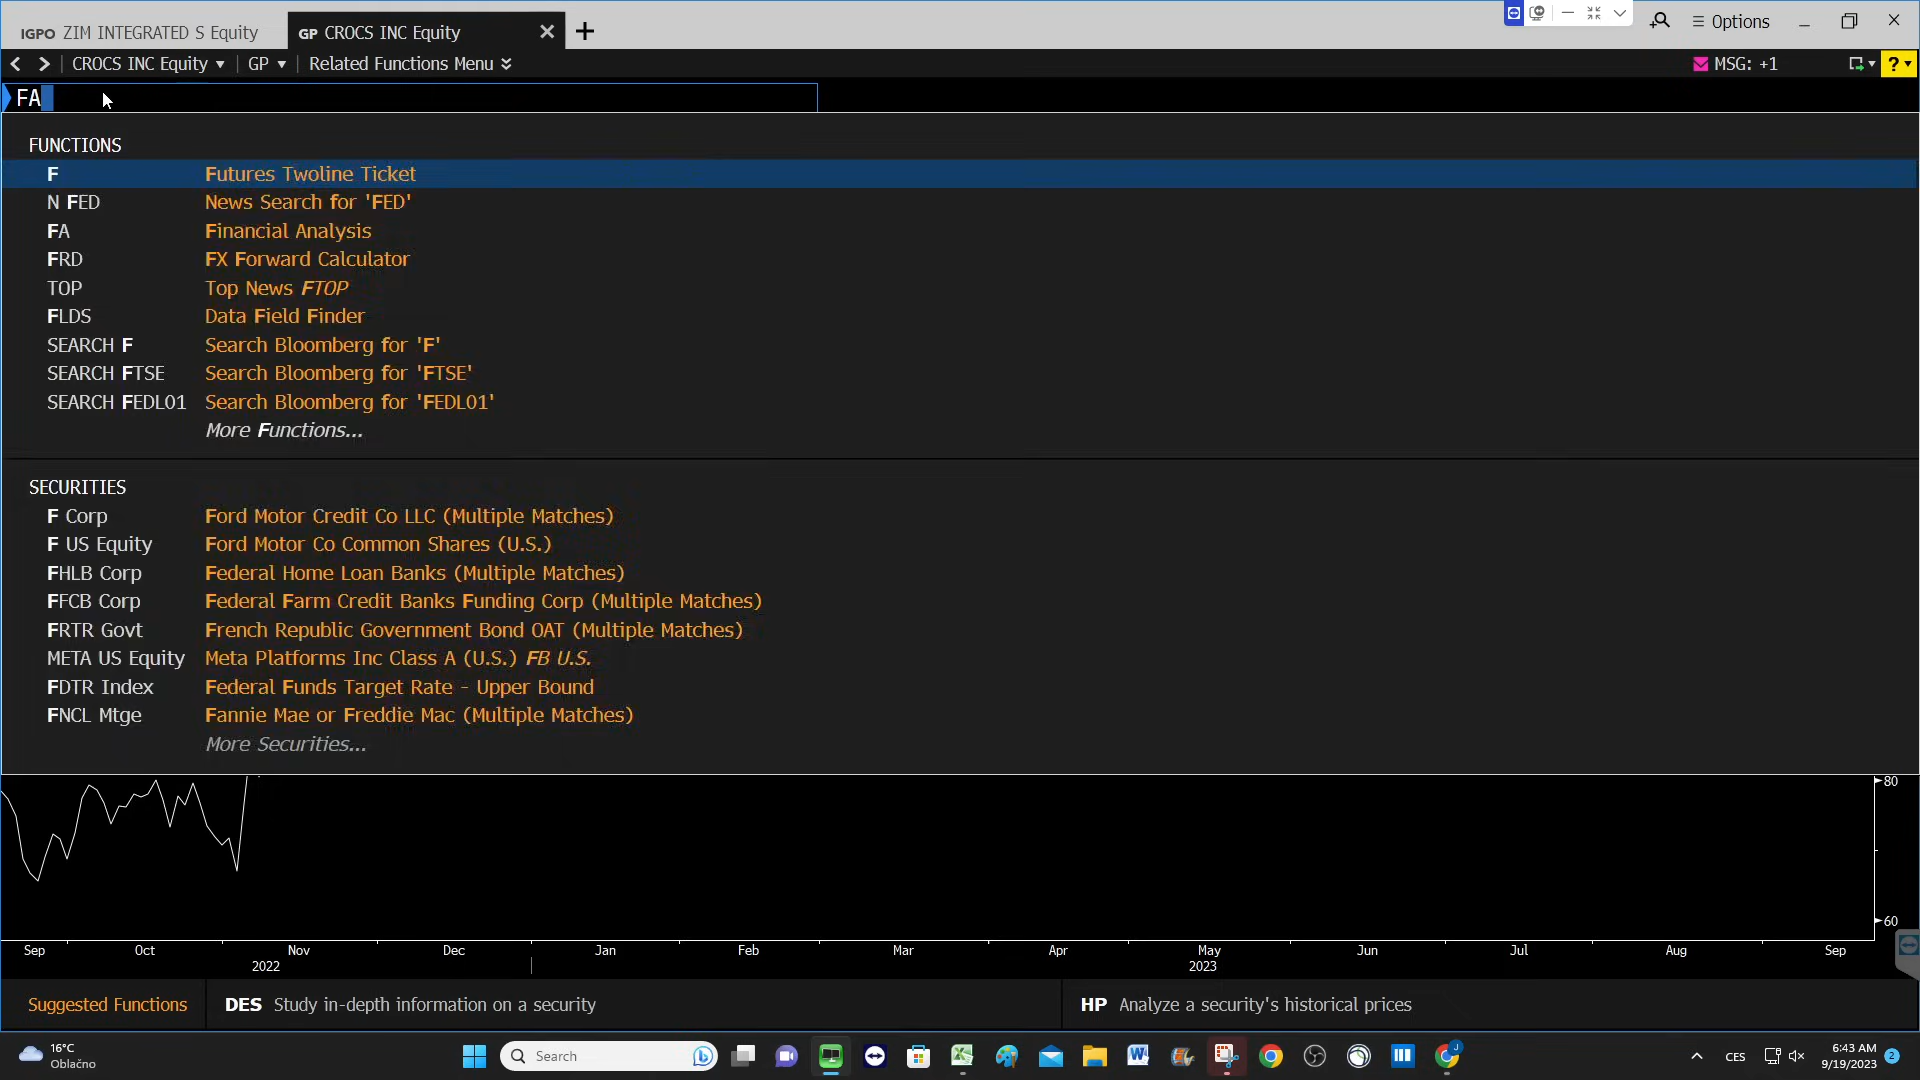 IGPO ZIM INTEGRATED S Equity
GP CROCS INC Equity
Options
CROCS INC Equity
GP
Related Functions Menu
MSG: +1
?
FA
FUNCTIONS
F Futures Twoline Ticket
N FED News Search for 'FED'
FA Financial Analysis
FRD FX Forward Calculator
TOP Top News FTOP
FLDS Data Field Finder
SEARCH F Search Bloomberg for 'F'
SEARCH FTSE Search Bloomberg for 'FTSE'
SEARCH FEDL01 Search Bloomberg for 'FEDL01'
More Functions...
SECURITIES
F Corp Ford Motor Credit Co LLC (Multiple Matches)
F US Equity Ford Motor Co Common Shares (U.S.)
FHLB Corp Federal Home Loan Banks (Multiple Matches)
FFCB Corp Federal Farm Credit Banks Funding Corp (Multiple Matches)
FRTR Govt French Republic Government Bond OAT (Multiple Matches)
META US Equity Meta Platforms Inc Class A (U.S.) FB U.S.
FDTR Index Federal Funds Target Rate - Upper Bound
FNCL Mtge Fannie Mae or Freddie Mac (Multiple Matches)
More Securities...
80
60
Sep Oct Nov Dec Jan Feb Mar Apr May Jun Jul Aug Sep
2022 2023
Suggested Functions DES Study in-depth information on a security HP Analyze a security's historical prices
16°C
Oblačno
Search
CES
6:43 AM
9/19/2023
2